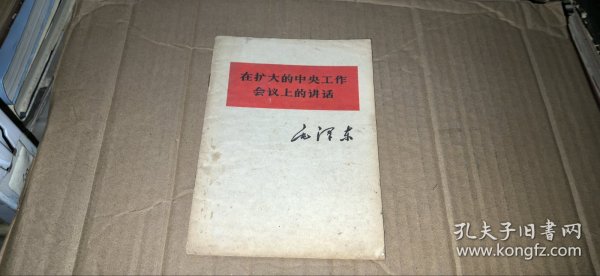 在扩大的中央工作
会议上的讲话
毛泽东
孔夫子旧书网
www.kongfz.com